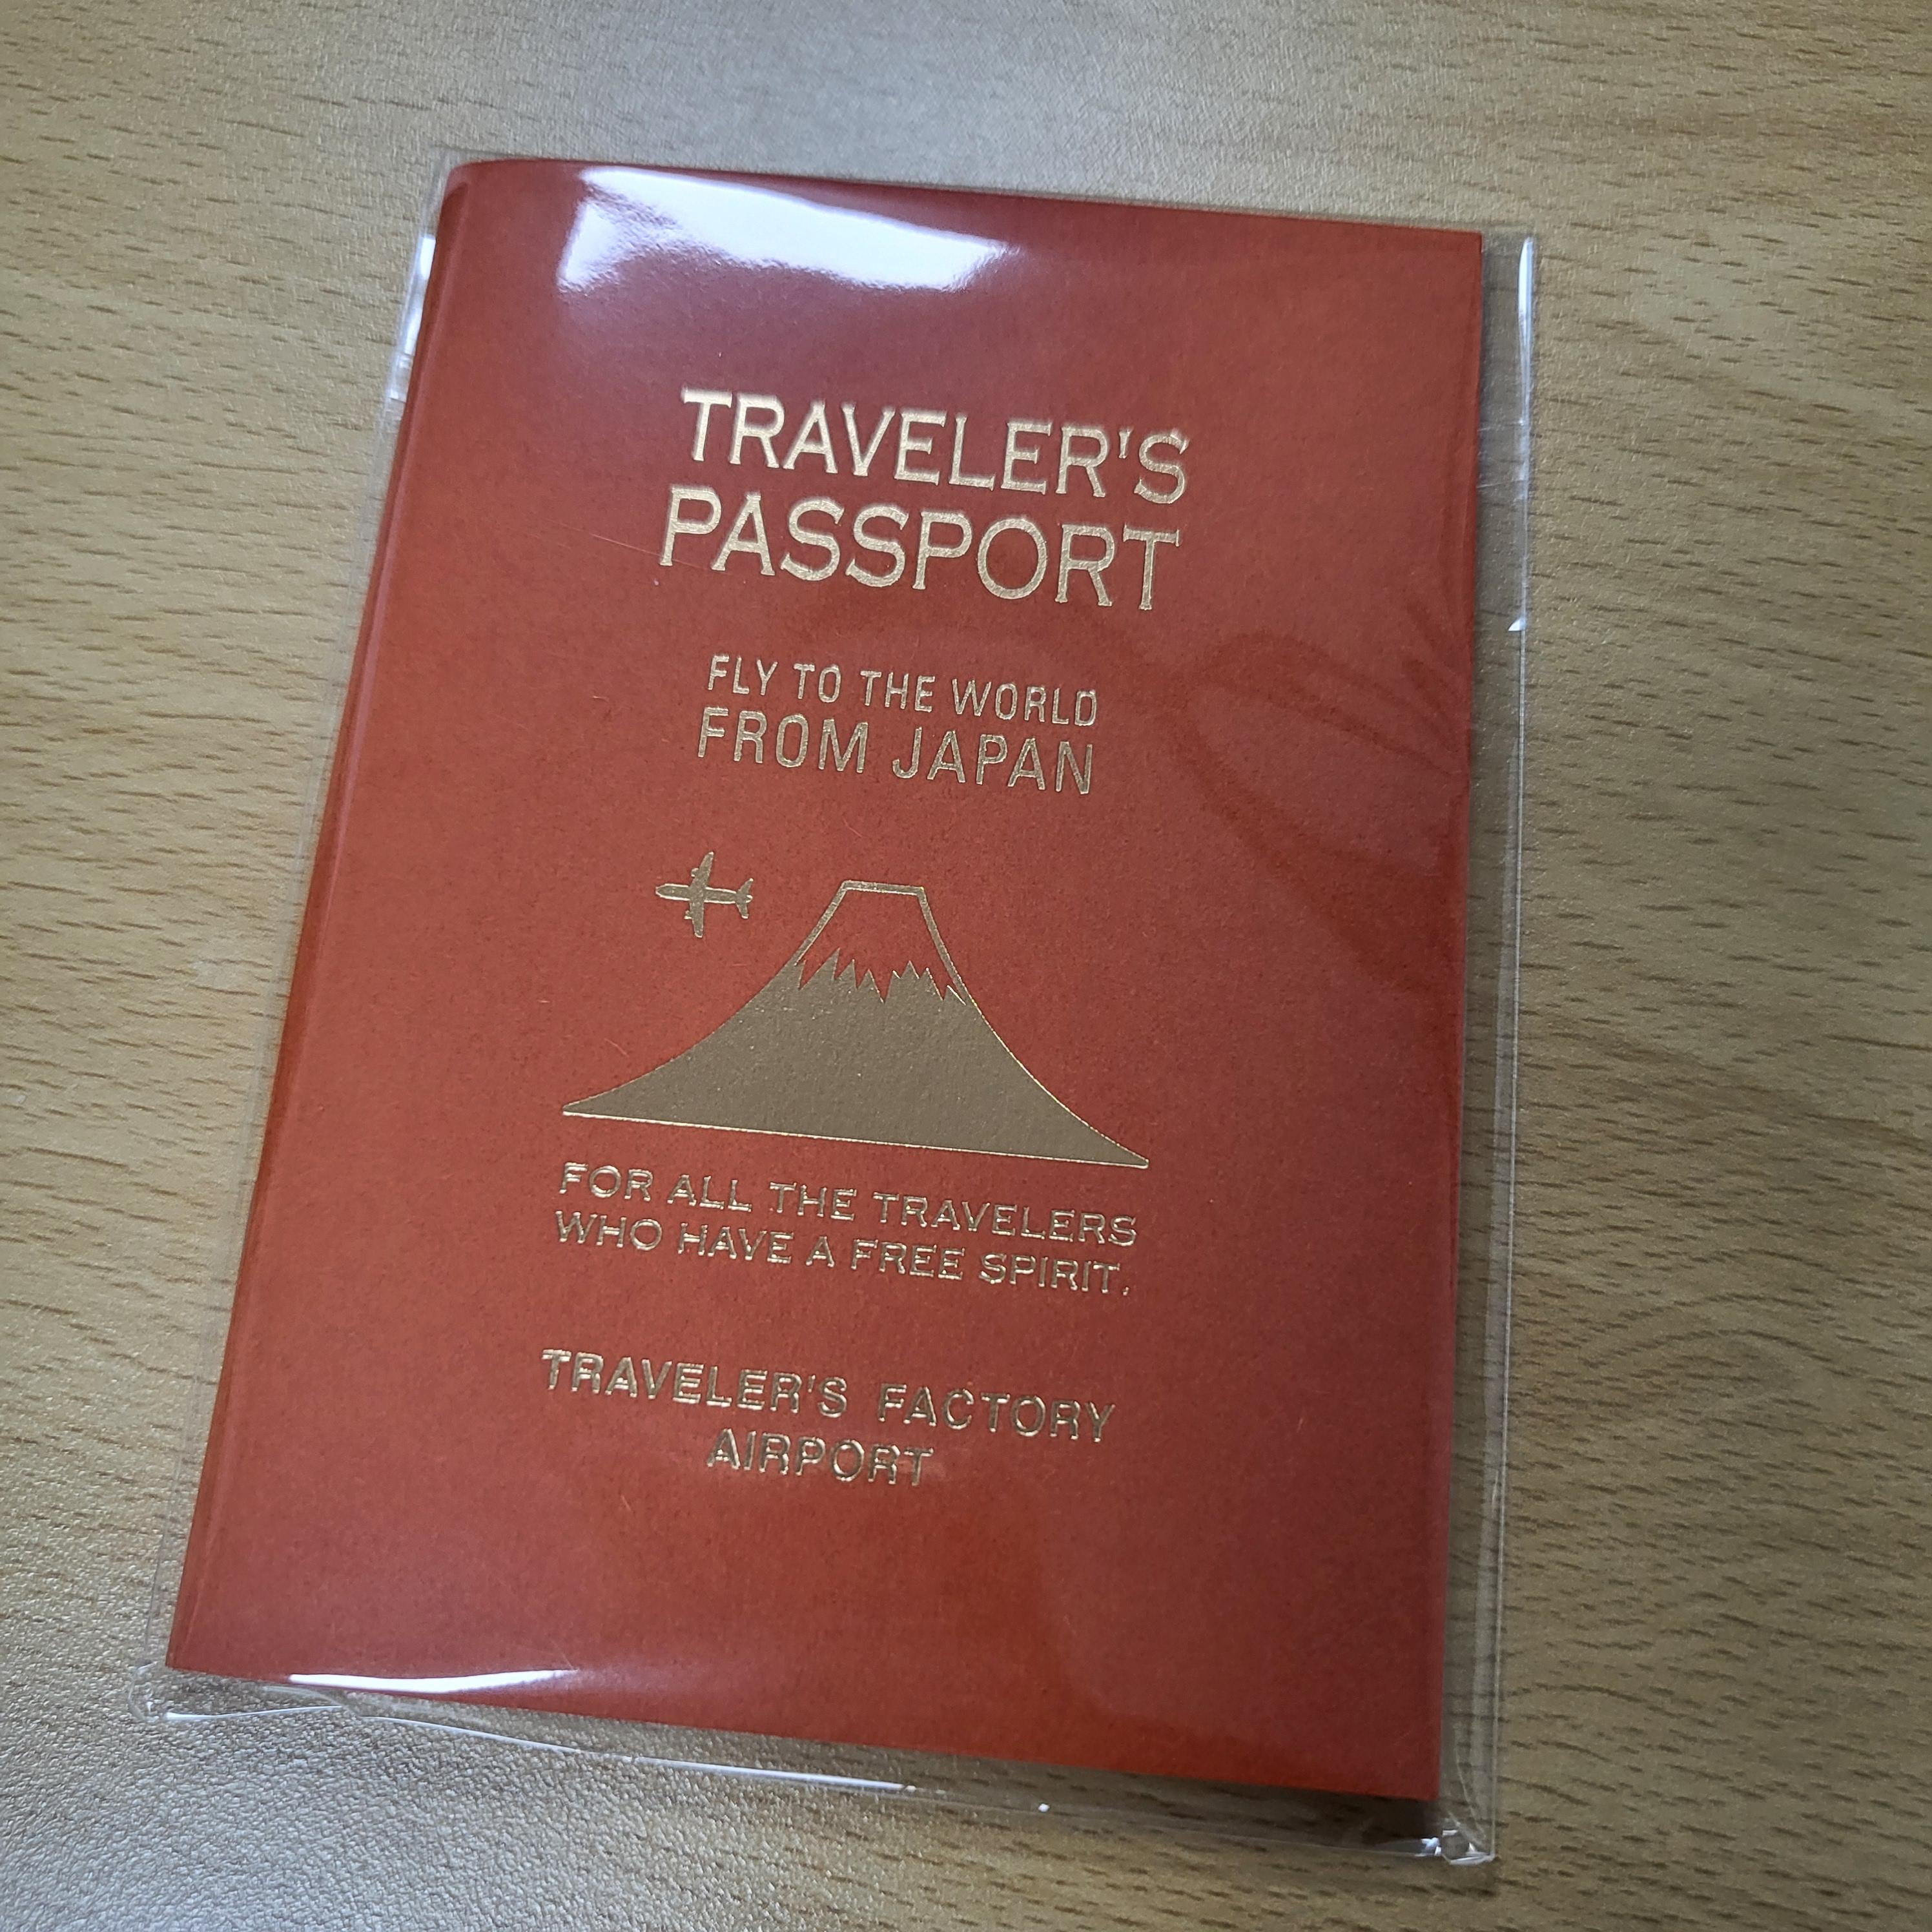 TRAVELER'S
PASSPORT
FLY TO THE WORLD
FROM JAPAN
FOR ALL THE TRAVELERS
WHO HAVE A FREE SPIRIT.
TRAVELER'S FACTORY
AIRPORT